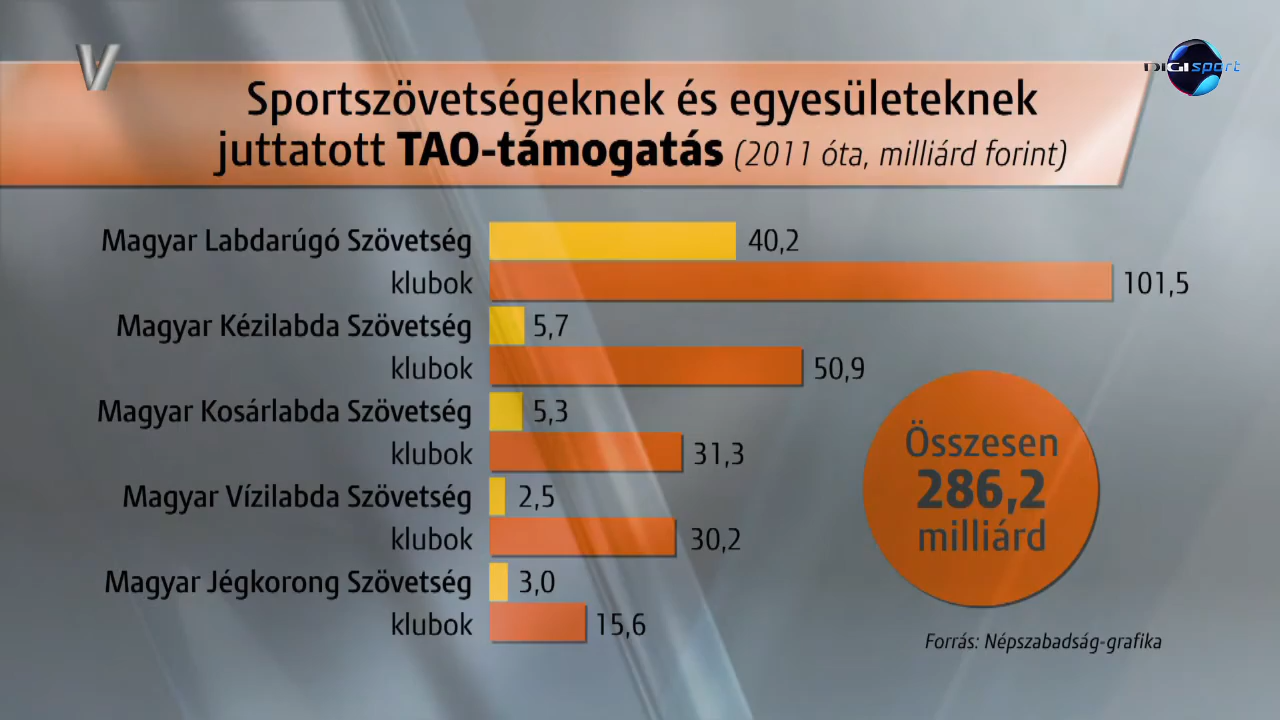 V
DIGI sport
Sportszövetségeknek és egyesületeknek
juttatott TAO-támogatás (2011 óta, milliárd forint)
Magyar Labdarúgó Szövetség 40,2
klubok 101,5
Magyar Kézilabda Szövetség 5,7
klubok 50,9
Magyar Kosárlabda Szövetség 5,3
klubok 31,3
Magyar Vízilabda Szövetség 2,5
klubok 30,2
Magyar Jégkorong Szövetség 3,0
klubok 15,6
Összesen
286,2
milliárd
Forrás: Népszabadság-grafika